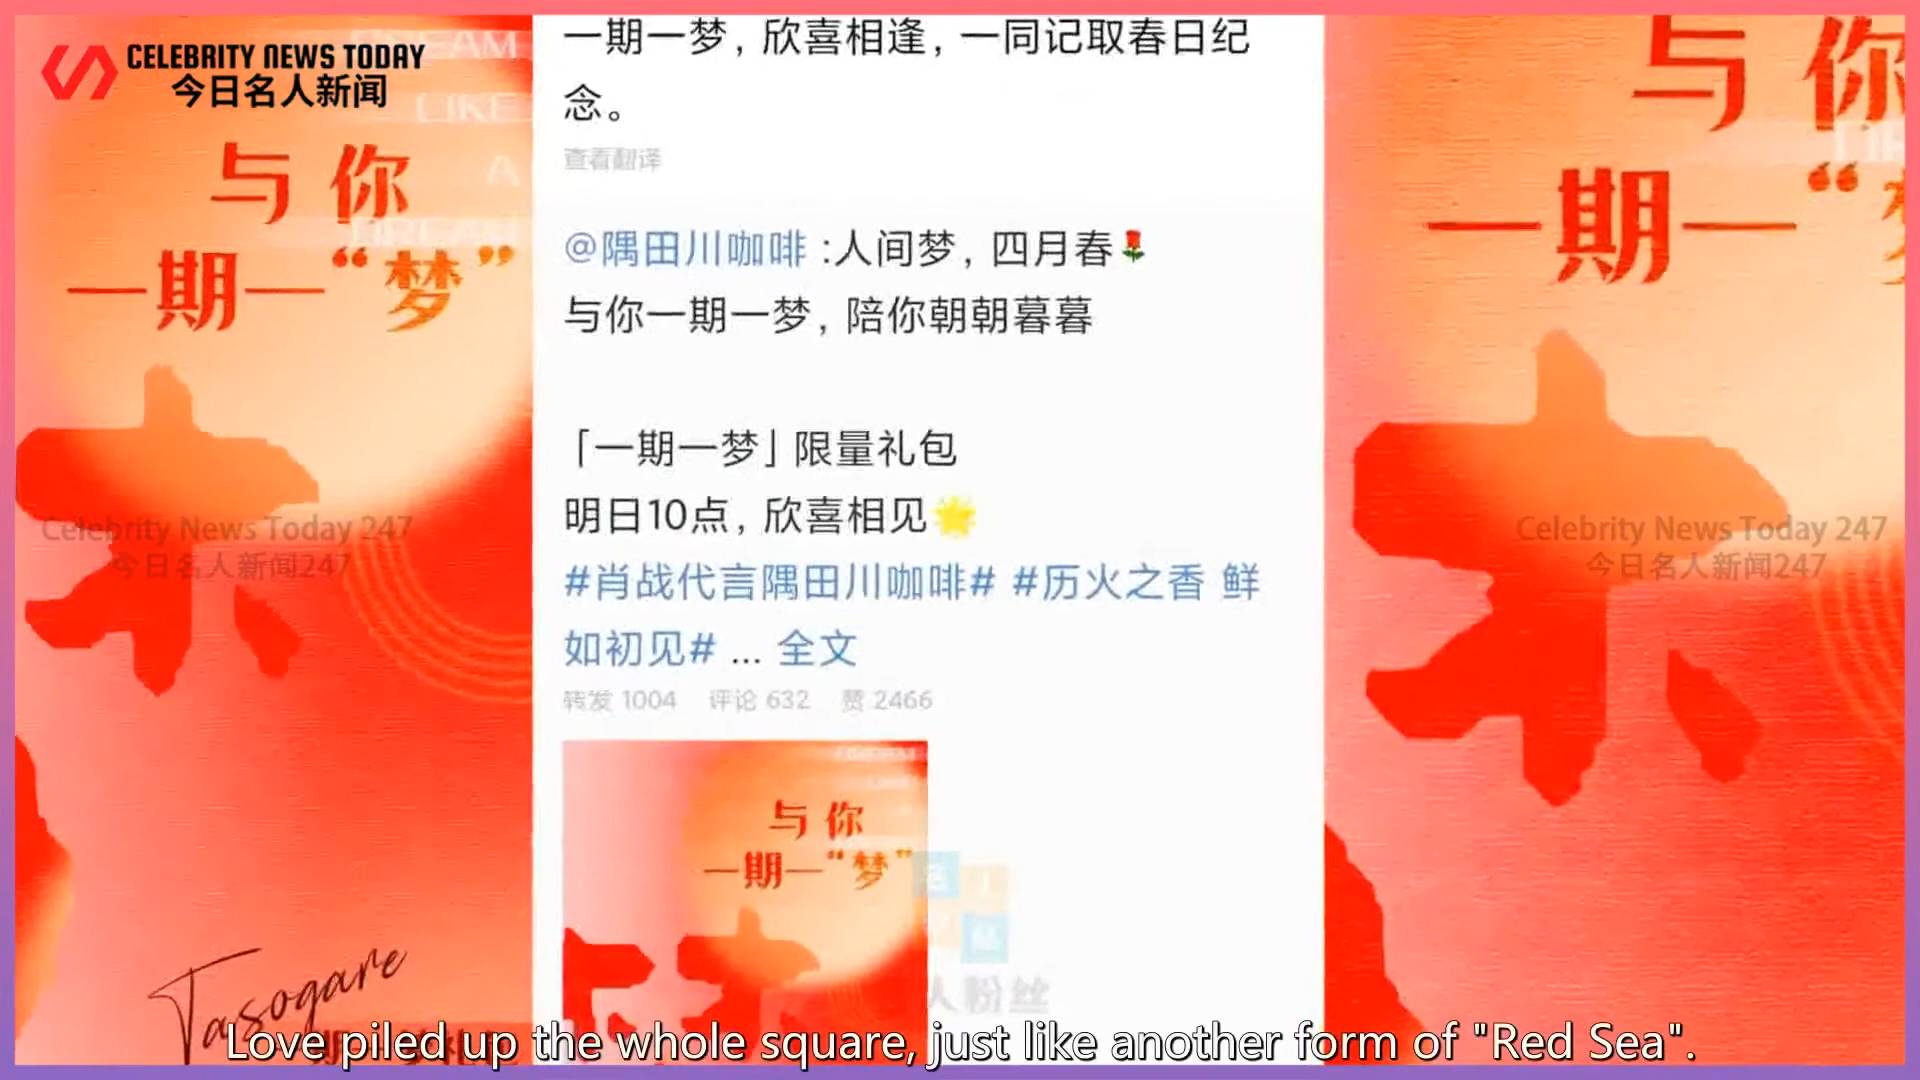 CELEBRITY NEWS TODAY
今日名人新闻
DREAM
LIKE
A
DREAM
与你
一期一“梦”
Celebrity News Today 247
今日名人新闻247
Tasogare
一期一梦，欣喜相逢，一同记取春日纪
念。
查看翻译
@隅田川咖啡 :人间梦，四月春🌹
与你一期一梦，陪你朝朝暮暮
「一期一梦」限量礼包
明日10点，欣喜相见🌟
#肖战代言隅田川咖啡# #历火之香 鲜
如初见# ... 全文
转发 1004 评论 632 赞 2466
与你
一期一“梦”
人粉丝
与你
一期一“
Celebrity News Today 247
今日名人新闻247
Love piled up the whole square, just like another form of "Red Sea".